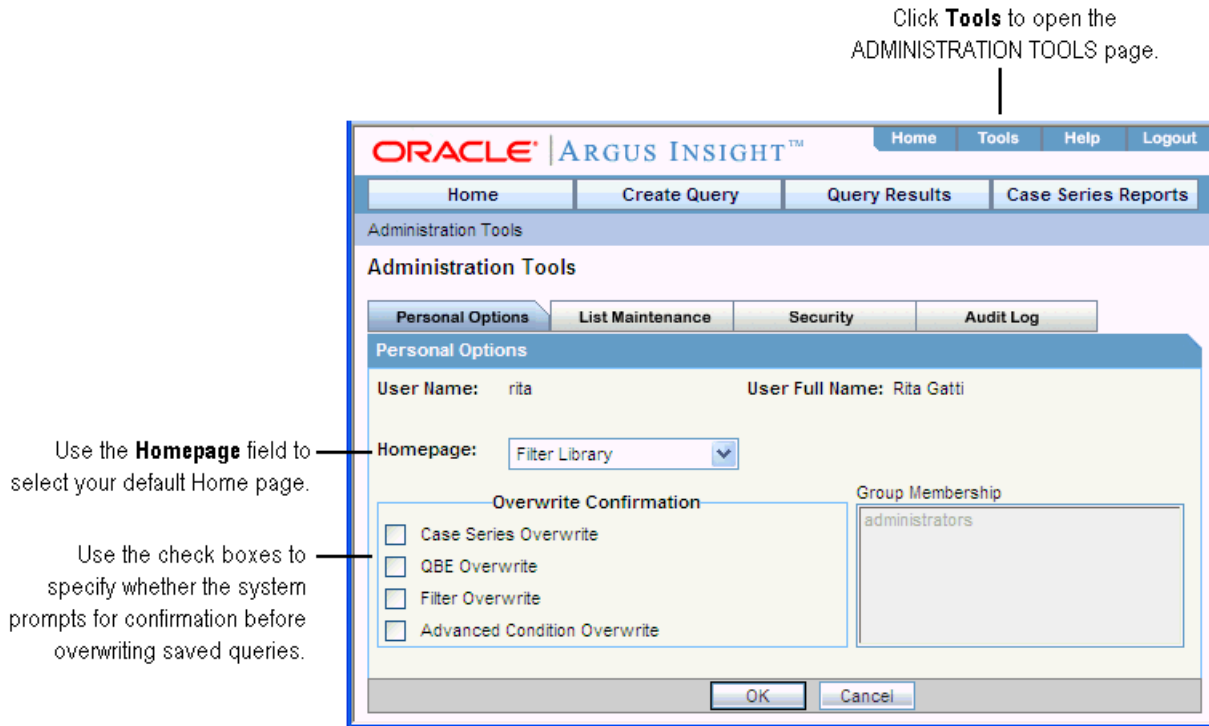 Click Tools to open the
ADMINISTRATION TOOLS page.
ORACLE® | ARGUS INSIGHT™
Home Tools Help Logout
Home Create Query Query Results Case Series Reports
Administration Tools
Administration Tools
Personal Options List Maintenance Security Audit Log
Personal Options
User Name: rita User Full Name: Rita Gatti
Use the Homepage field to
select your default Home page.
Homepage: Filter Library
Overwrite Confirmation
Case Series Overwrite
QBE Overwrite
Filter Overwrite
Advanced Condition Overwrite
Use the check boxes to
specify whether the system
prompts for confirmation before
overwriting saved queries.
Group Membership
administrators
OK Cancel